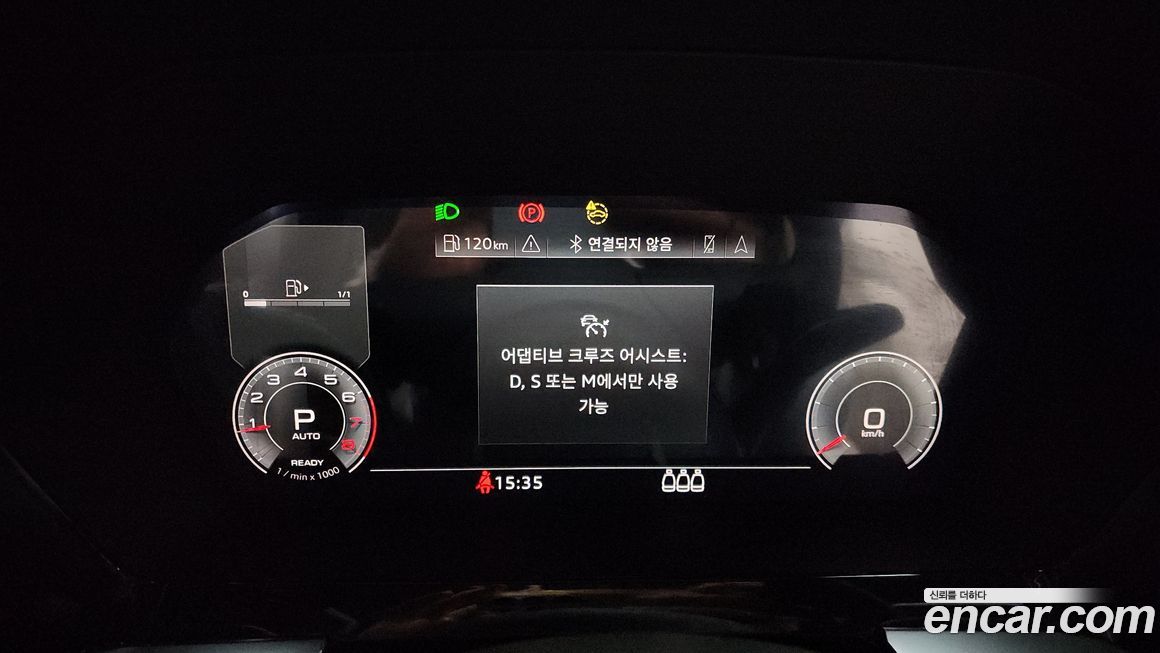 P
120 km
연결되지 않음
0
1/1
어댑티브 크루즈 어시스트:
D, S 또는 M에서만 사용
가능
1
2
3
4
5
6
7
P
AUTO
READY
1 / min x 1000
0
km/h
15:35
신뢰를 더하다
encar.com